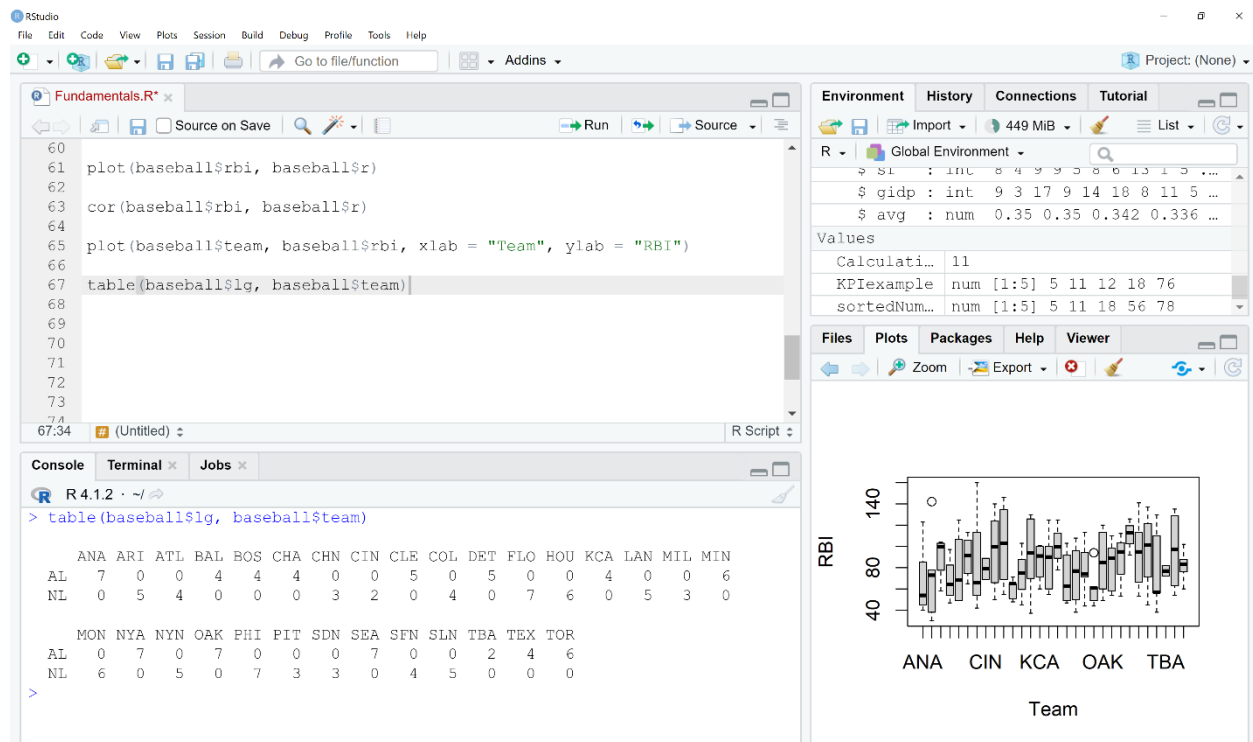 RStudio
File Edit Code View Plots Session Build Debug Profile Tools Help
Go to file/function Addins Project: (None)
Fundamentals.R*
Source on Save Run Source
60
61 plot(baseball$rbi, baseball$r)
62
63 cor(baseball$rbi, baseball$r)
64
65 plot(baseball$team, baseball$rbi, xlab = "Team", ylab = "RBI")
66
67 table(baseball$lg, baseball$team)
68
69
70
71
72
73
74
67:34 # (Untitled) R Script
Console Terminal Jobs
R R 4.1.2 · ~/
> table(baseball$lg, baseball$team)
ANA ARI ATL BAL BOS CHA CHN CIN CLE COL DET FLO HOU KCA LAN MIL MIN
AL 7 0 0 4 4 4 0 0 5 0 5 0 0 4 0 0 6
NL 0 5 4 0 0 0 3 2 0 4 0 7 6 0 5 3 0
MON NYA NYN OAK PHI PIT SDN SEA SFN SLN TBA TEX TOR
AL 0 7 0 7 0 0 0 7 0 0 2 4 6
NL 6 0 5 0 7 3 3 0 4 5 0 0 0
>
Environment History Connections Tutorial
Import 449 MiB List
R Global Environment
$ gidp : int 9 3 17 9 14 18 8 11 5 ...
$ avg : num 0.35 0.35 0.342 0.336 …
Values
Calculati… 11
KPIexample num [1:5] 5 11 12 18 76
sortedNum… num [1:5] 5 11 18 56 78
Files Plots Packages Help Viewer
Zoom Export
140
80
40
RBI
ANA CIN KCA OAK TBA
Team